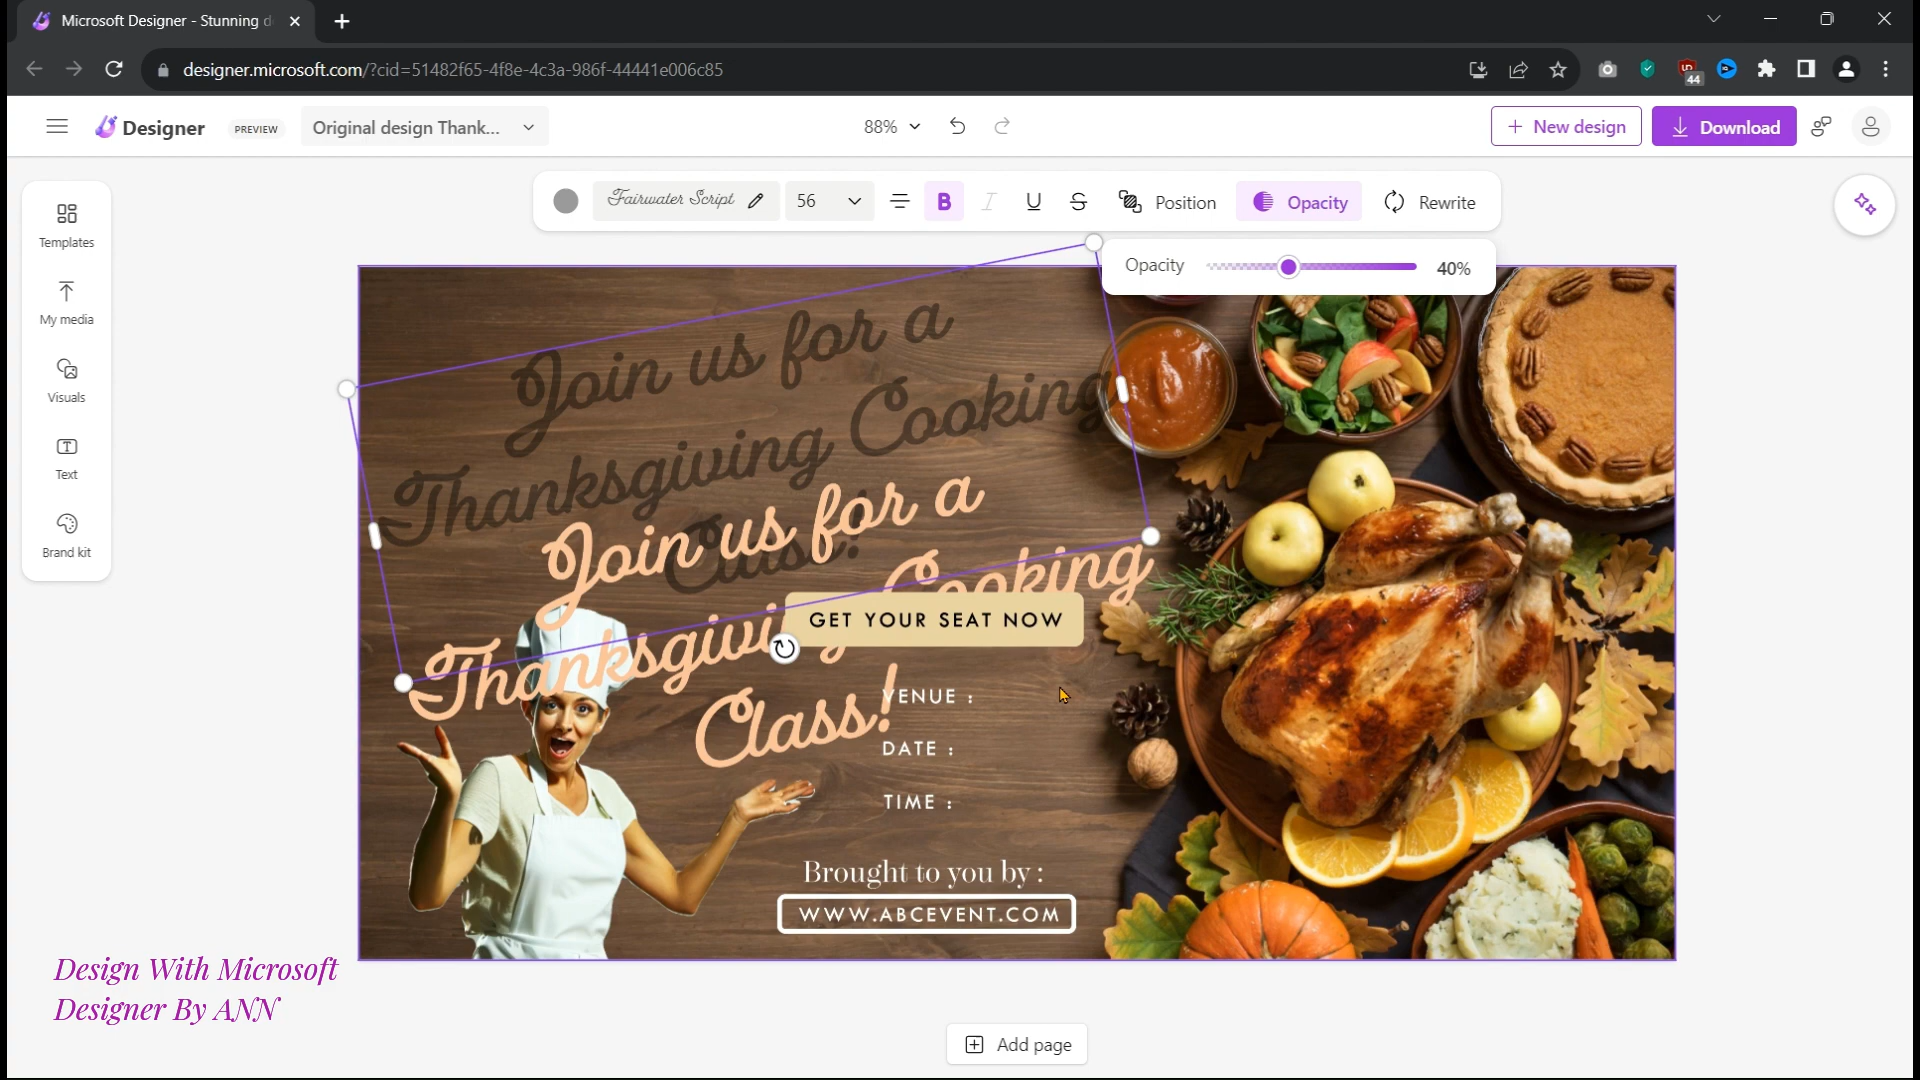 Microsoft Designer - Stunning d
designer.microsoft.com/?cid=51482f65-4f8e-4c3a-986f-44441e006c85
44
Designer
PREVIEW
Original design Thank...
88%
New design
Download
Fairwater Script
56
B
Position
Opacity
Rewrite
Opacity
40%
Templates
My media
Visuals
Text
Brand kit
Join us for a
Thanksgiving Cooking
Class!
Join us for a
Thanksgiving Cooking
Class!
GET YOUR SEAT NOW
VENUE :
DATE :
TIME :
Brought to you by :
WWW.ABCEVENT.COM
Design With Microsoft
Designer By ANN
Add page